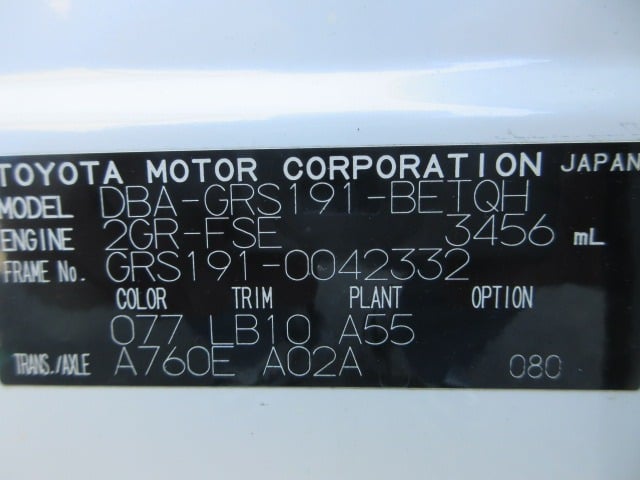 TOYOTA MOTOR CORPORATION JAPAN
MODEL DBA-GRS191-BETQH
ENGINE 2GR-FSE 3456 mL
FRAME No. GRS191-0042332
COLOR TRIM PLANT OPTION
077 LB10 A55
TRANS./AXLE A760E A02A 080